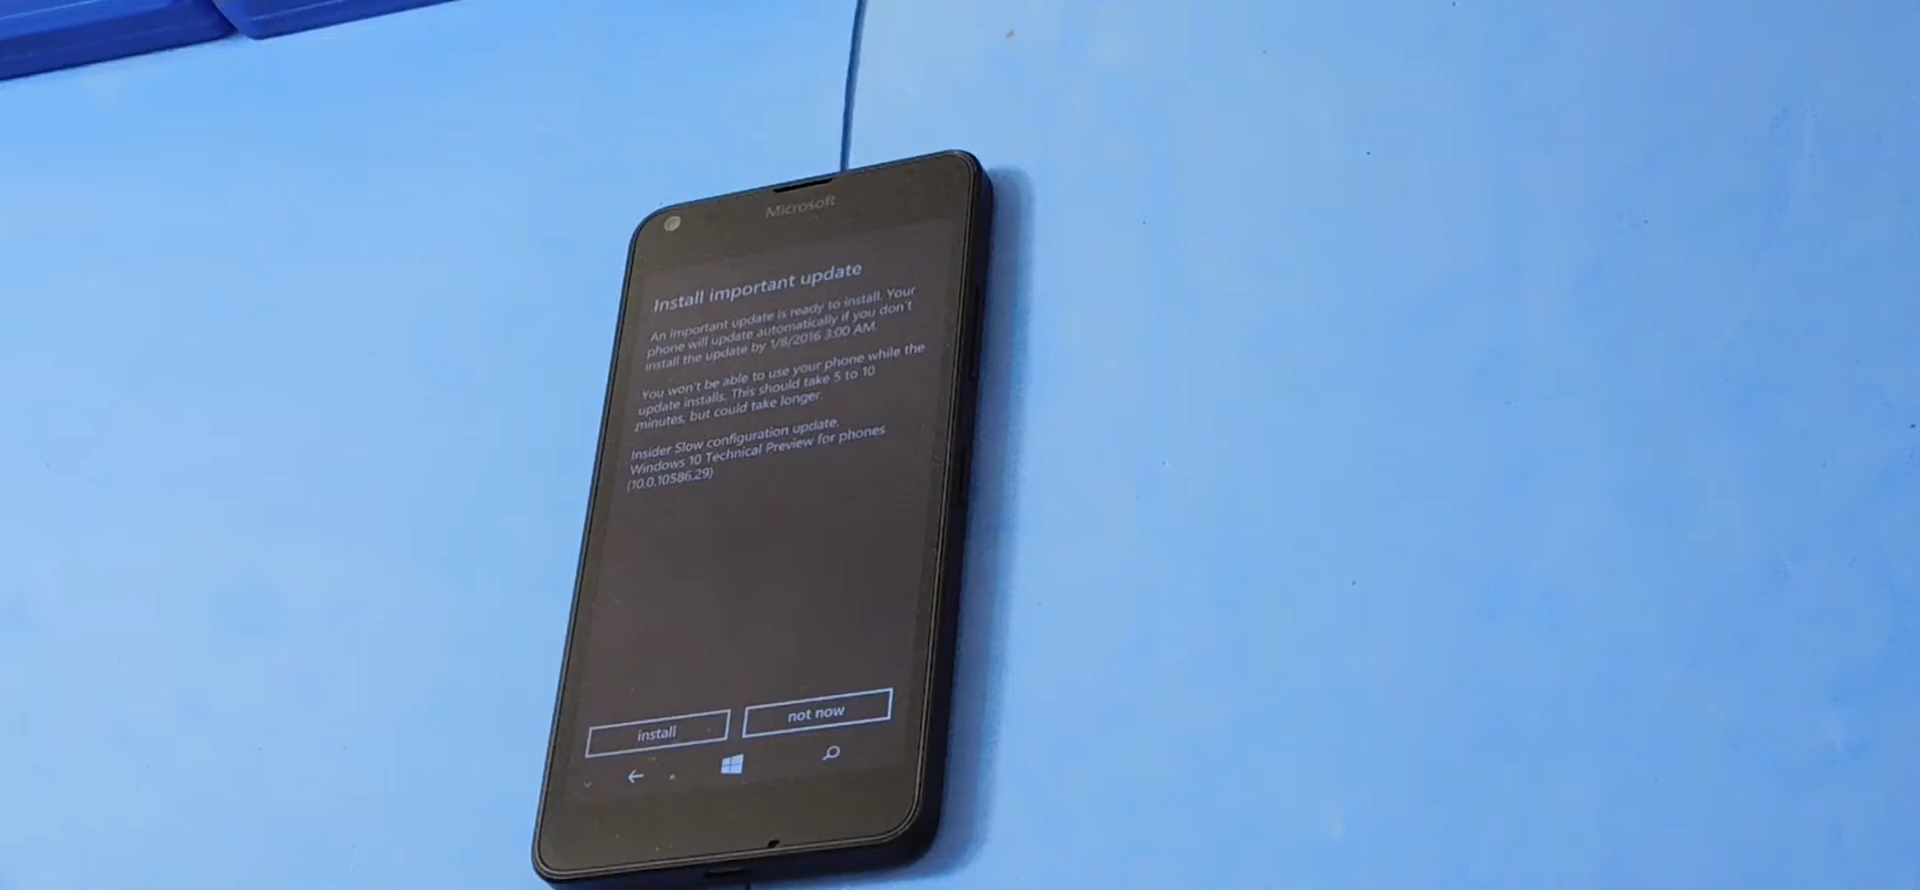 Microsoft
Install important update
An important update is ready to install. Your
phone will update automatically if you don't
install the update by 1/8/2016 3:00 AM.
You won't be able to use your phone while the
update installs. This should take 5 to 10
minutes, but could take longer.
Insider Slow configuration update.
Windows 10 Technical Preview for phones
(10.0.10586.29)
install
not now